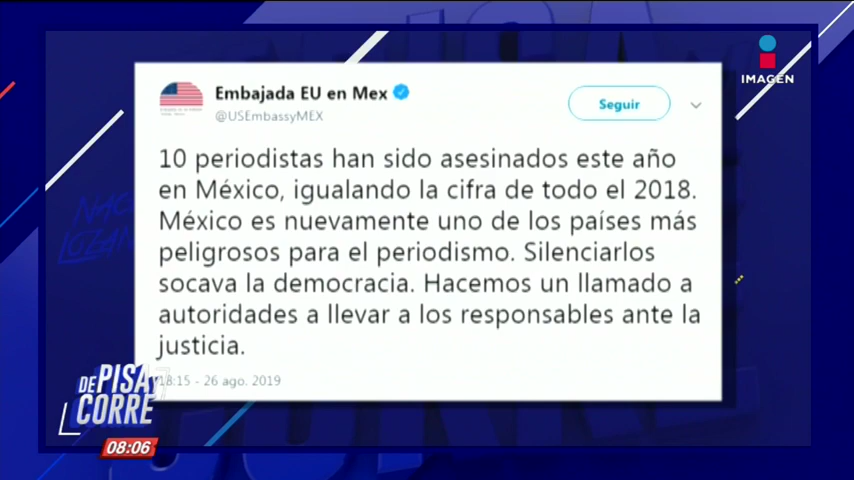 IMAGEN
Embajada EU en Mex
@USEmbassyMEX
Seguir
10 periodistas han sido asesinados este año
en México, igualando la cifra de todo el 2018.
México es nuevamente uno de los países más
peligrosos para el periodismo. Silenciarlos
socava la democracia. Hacemos un llamado a
autoridades a llevar a los responsables ante la
justicia.
18:15 - 26 ago. 2019
DE PISA Y
CORRE
08:06